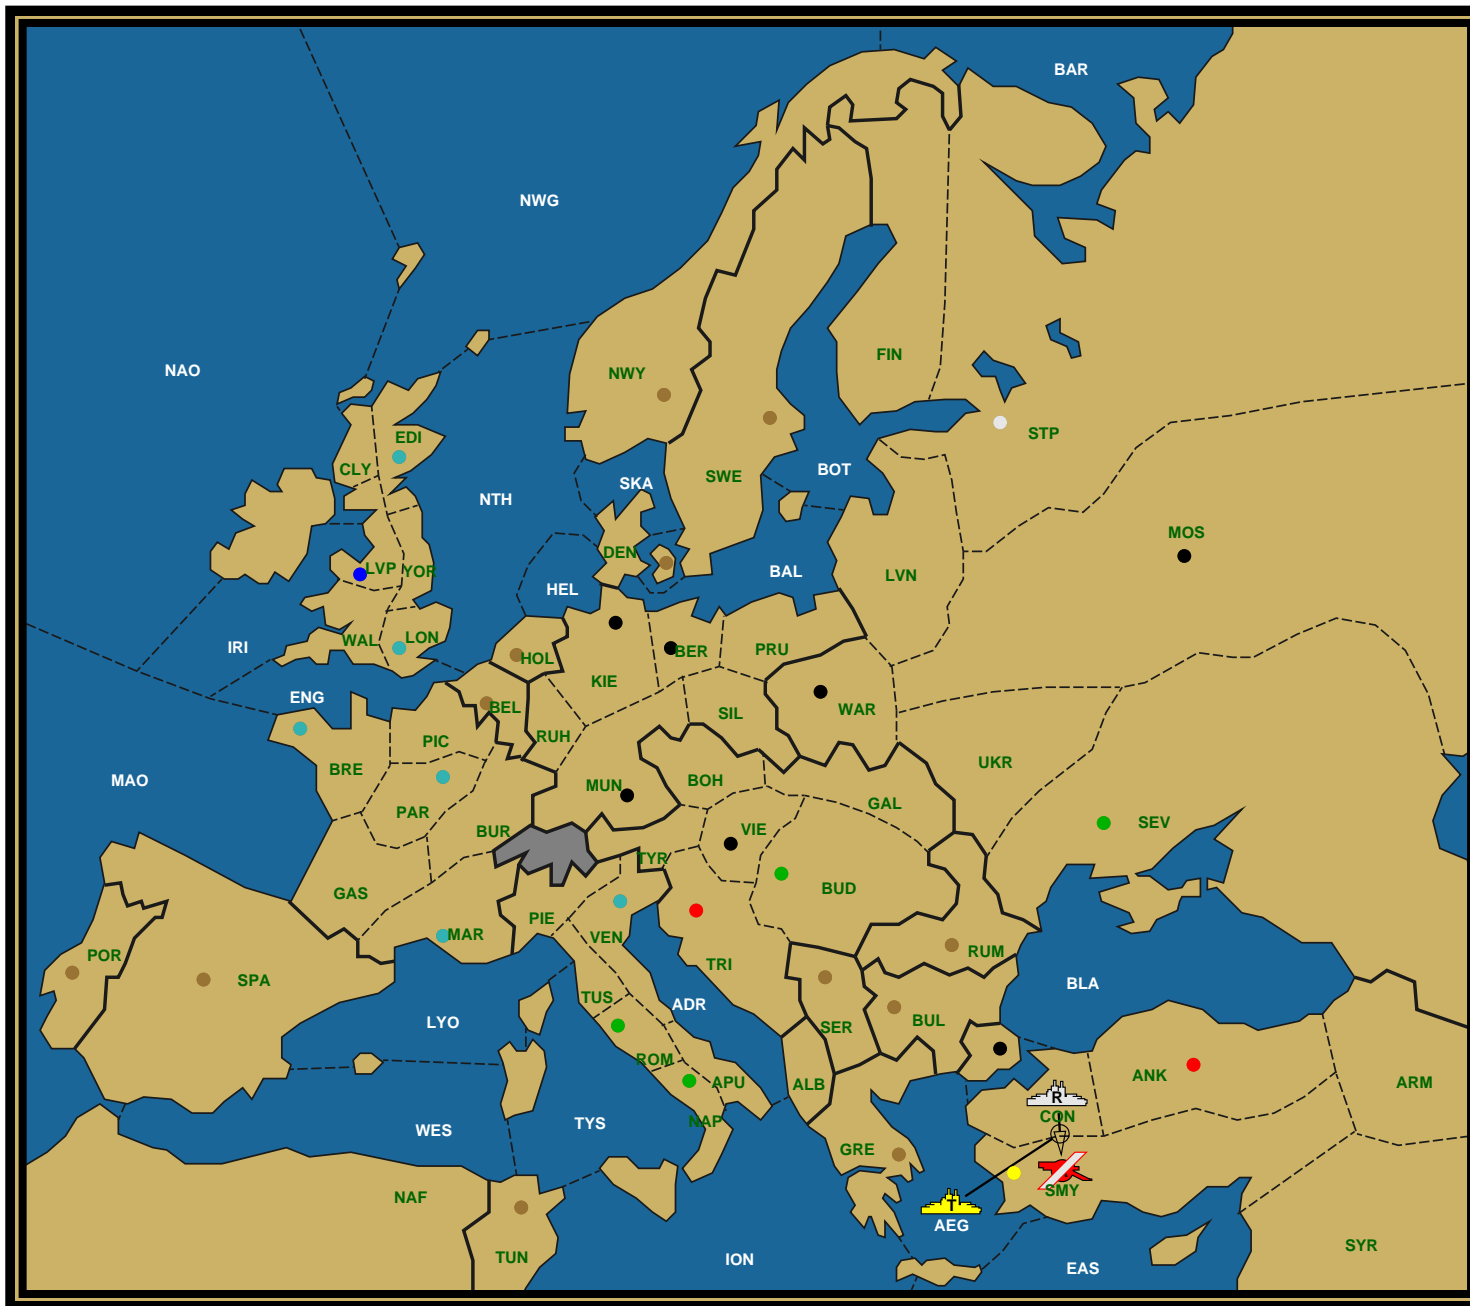 BAR
NWG
NAO
FIN
NWY
STP
EDI
CLY
SWE
BOT
SKA
NTH
MOS
DEN
LVP
YOR
BAL
LVN
HEL
IRI
WAL
LON
HOL
BER
PRU
KIE
ENG
BEL
SIL
WAR
PIC
RUH
BRE
UKR
MAO
MUN
BOH
GAL
PAR
BUR
VIE
SEV
TYR
BUD
GAS
PIE
MAR
VEN
POR
SPA
TRI
RUM
BLA
TUS
ADR
LYO
BUL
SER
ROM
ANK
APU
ALB
ARM
R
CON
NAP
WES
TYS
GRE
SMY
NAF
T
AEG
TUN
ION
EAS
SYR